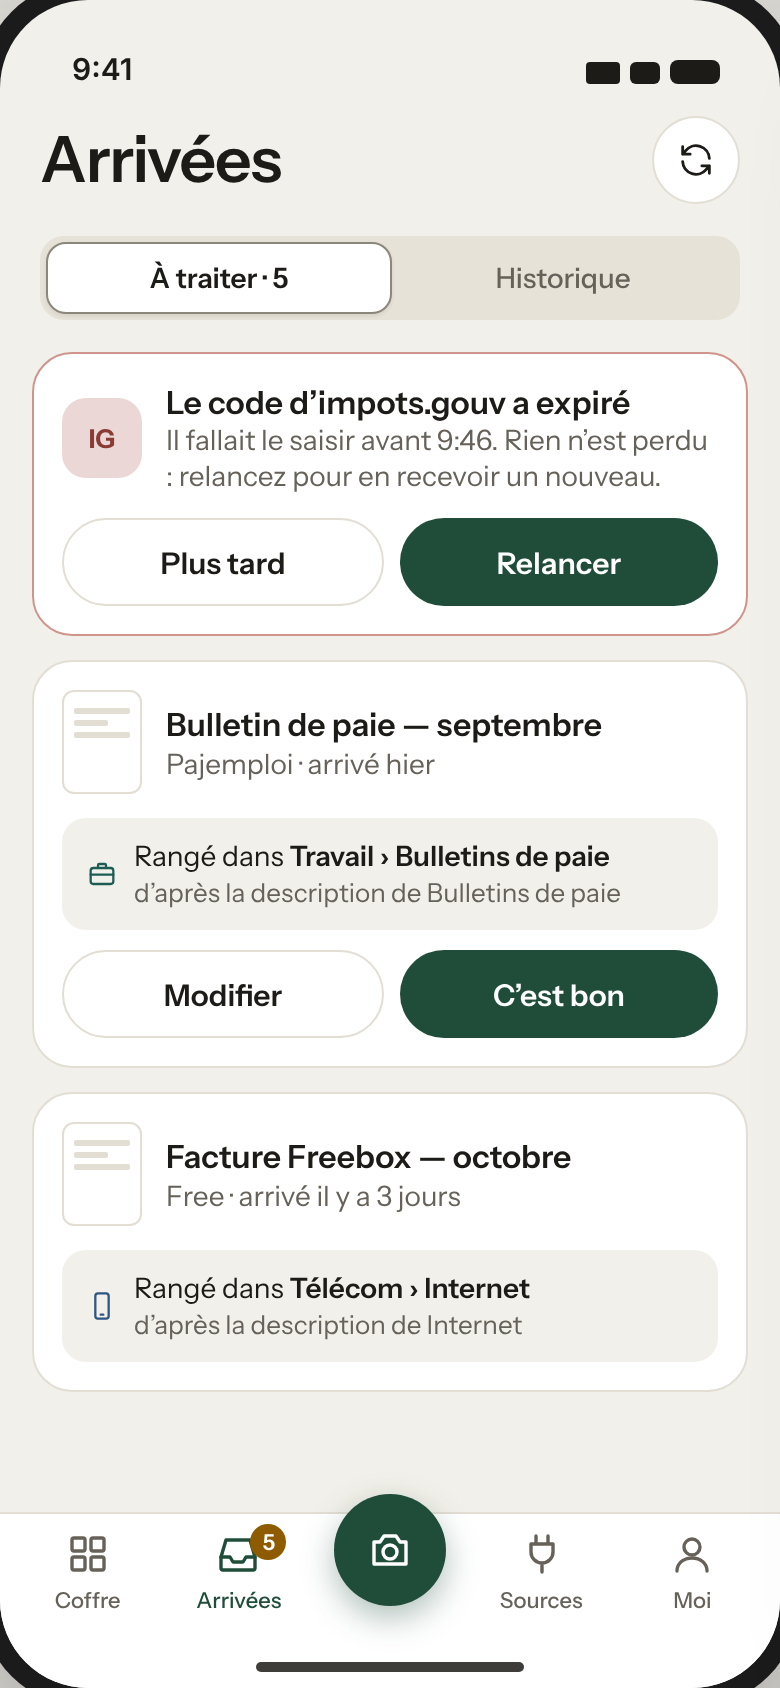 9:41
Arrivées
À traiter · 5
Historique
IG
Le code d’impots.gouv a expiré
Il fallait le saisir avant 9:46. Rien n’est perdu
: relancez pour en recevoir un nouveau.
Plus tard
Relancer
Bulletin de paie — septembre
Pajemploi · arrivé hier
Rangé dans Travail › Bulletins de paie
d’après la description de Bulletins de paie
Modifier
C’est bon
Facture Freebox — octobre
Free · arrivé il y a 3 jours
Rangé dans Télécom › Internet
d’après la description de Internet
5
Coffre
Arrivées
Sources
Moi